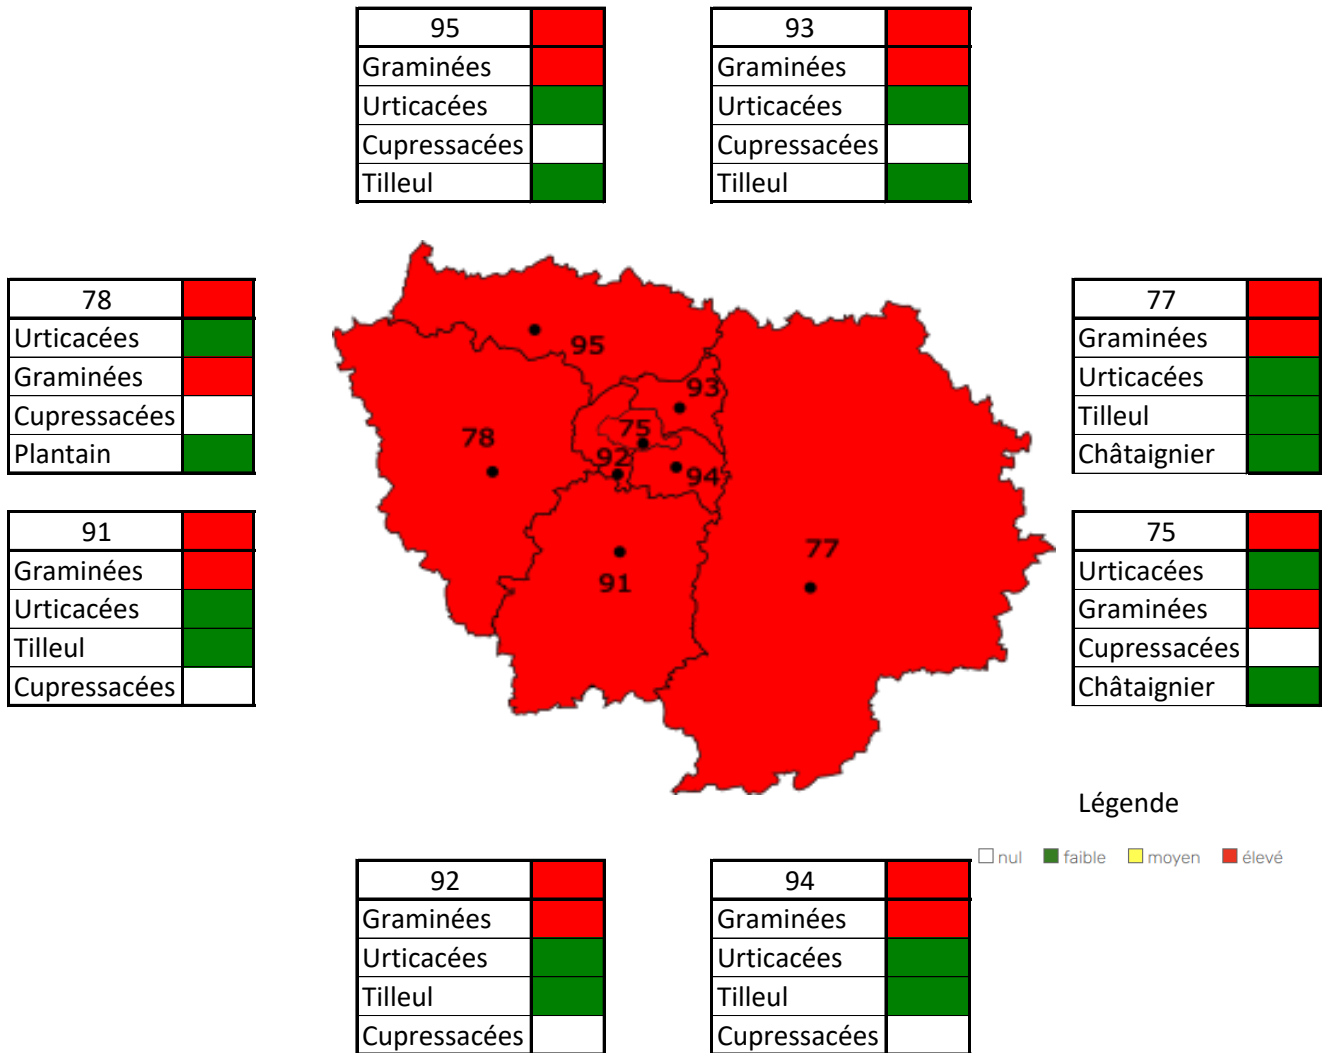 95
Graminées
Urticacées
Cupressacées
Tilleul
93
Graminées
Urticacées
Cupressacées
Tilleul
78
Urticacées
Graminées
Cupressacées
Plantain
91
Graminées
Urticacées
Tilleul
Cupressacées
95
93
75
78
92
94
77
91
77
Graminées
Urticacées
Tilleul
Châtaignier
75
Urticacées
Graminées
Cupressacées
Châtaignier
Légende
nul faible moyen élevé
92
Graminées
Urticacées
Tilleul
Cupressacées
94
Graminées
Urticacées
Tilleul
Cupressacées